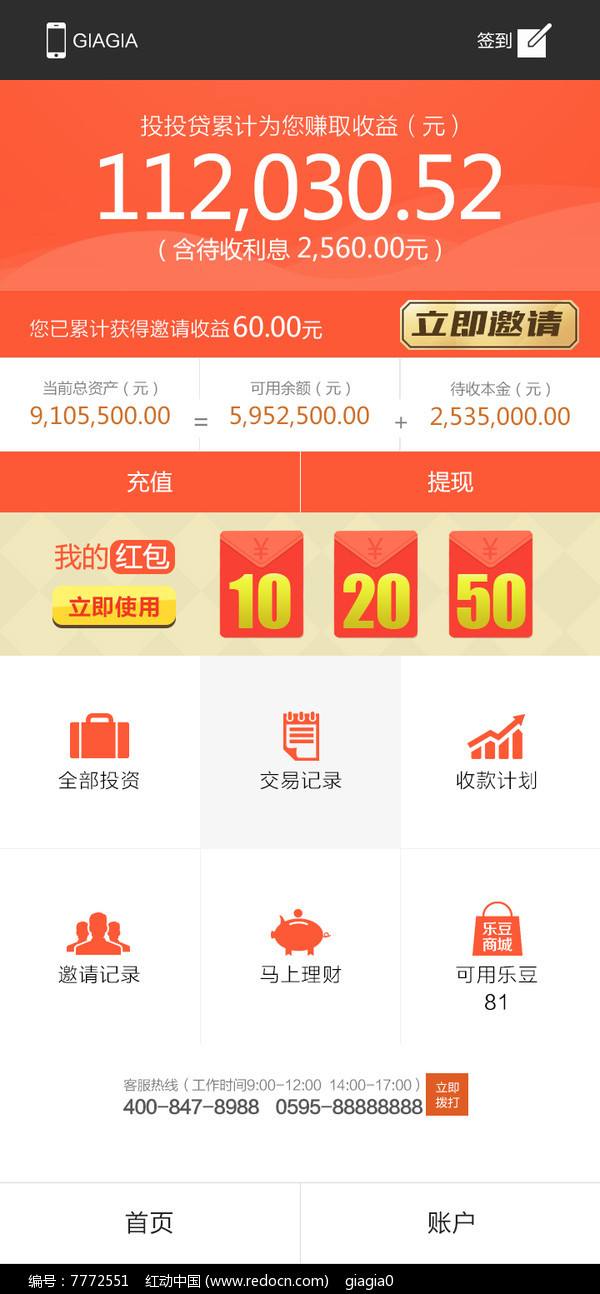 GIAGIA 签到
投投贷累计为您赚取收益（元）
112,030.52
（含待收利息 2,560.00元）
您已累计获得邀请收益60.00元 立即邀请
当前总资产（元） 可用余额（元） 待收本金（元）
9,105,500.00 = 5,952,500.00 + 2,535,000.00
充值 提现
我的红包
立即使用
¥ ¥ ¥
10 20 50
全部投资 交易记录 收款计划
乐豆
商城
邀请记录 马上理财 可用乐豆
81
客服热线（工作时间9:00-12:00 14:00-17:00）
400-847-8988 0595-88888888
立即
拨打
首页 账户
编号：7772551 红动中国 (www.redocn.com) giagia0